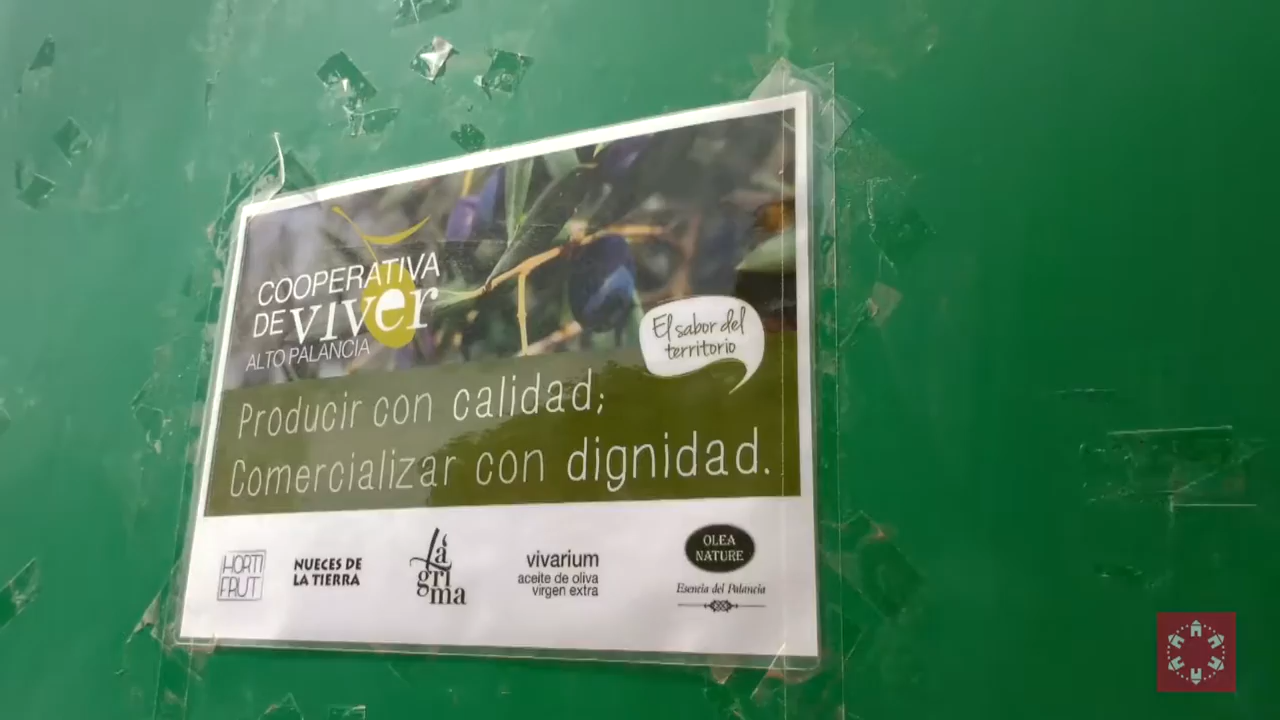 COOPERATIVA
DE viver
ALTO PALANCIA
El sabor del
territorio
Producir con calidad;
Comercializar con dignidad.
HORTI
FRUT
NUECES DE
LA TIERRA
Lá
gri
ma
vivarium
aceite de oliva
virgen extra
OLEA
NATURE
Esencia del Palancia